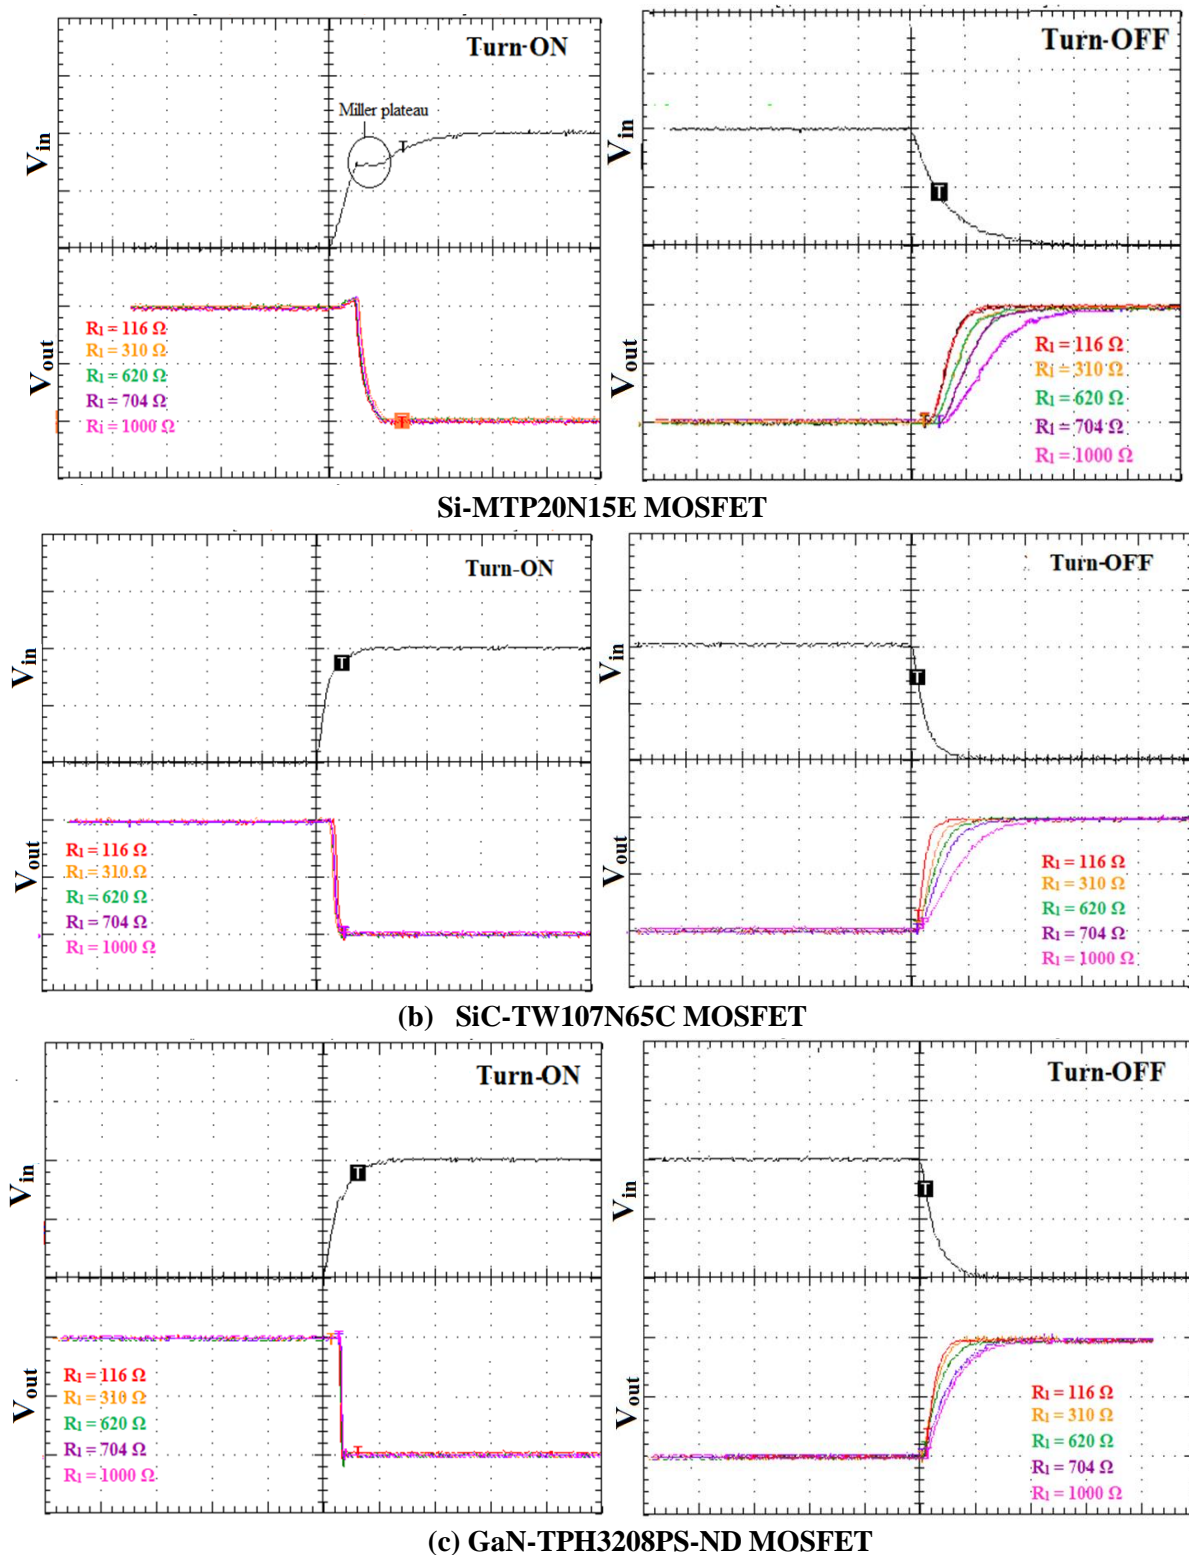 Turn-ON
Miller plateau
T
Vin
Vout
R1 = 116 Ω
R1 = 310 Ω
R1 = 620 Ω
R1 = 704 Ω
R1 = 1000 Ω
T
Turn-OFF
T
Vin
Vout
T
R1 = 116 Ω
R1 = 310 Ω
R1 = 620 Ω
R1 = 704 Ω
R1 = 1000 Ω
Si-MTP20N15E MOSFET
Turn-ON
T
Vin
Vout
R1 = 116 Ω
R1 = 310 Ω
R1 = 620 Ω
R1 = 704 Ω
R1 = 1000 Ω
Turn-OFF
T
Vin
Vout
R1 = 116 Ω
R1 = 310 Ω
R1 = 620 Ω
R1 = 704 Ω
R1 = 1000 Ω
(b) SiC-TW107N65C MOSFET
Turn-ON
T
Vin
Vout
R1 = 116 Ω
R1 = 310 Ω
R1 = 620 Ω
R1 = 704 Ω
R1 = 1000 Ω
Turn-OFF
T
Vin
Vout
R1 = 116 Ω
R1 = 310 Ω
R1 = 620 Ω
R1 = 704 Ω
R1 = 1000 Ω
(c) GaN-TPH3208PS-ND MOSFET